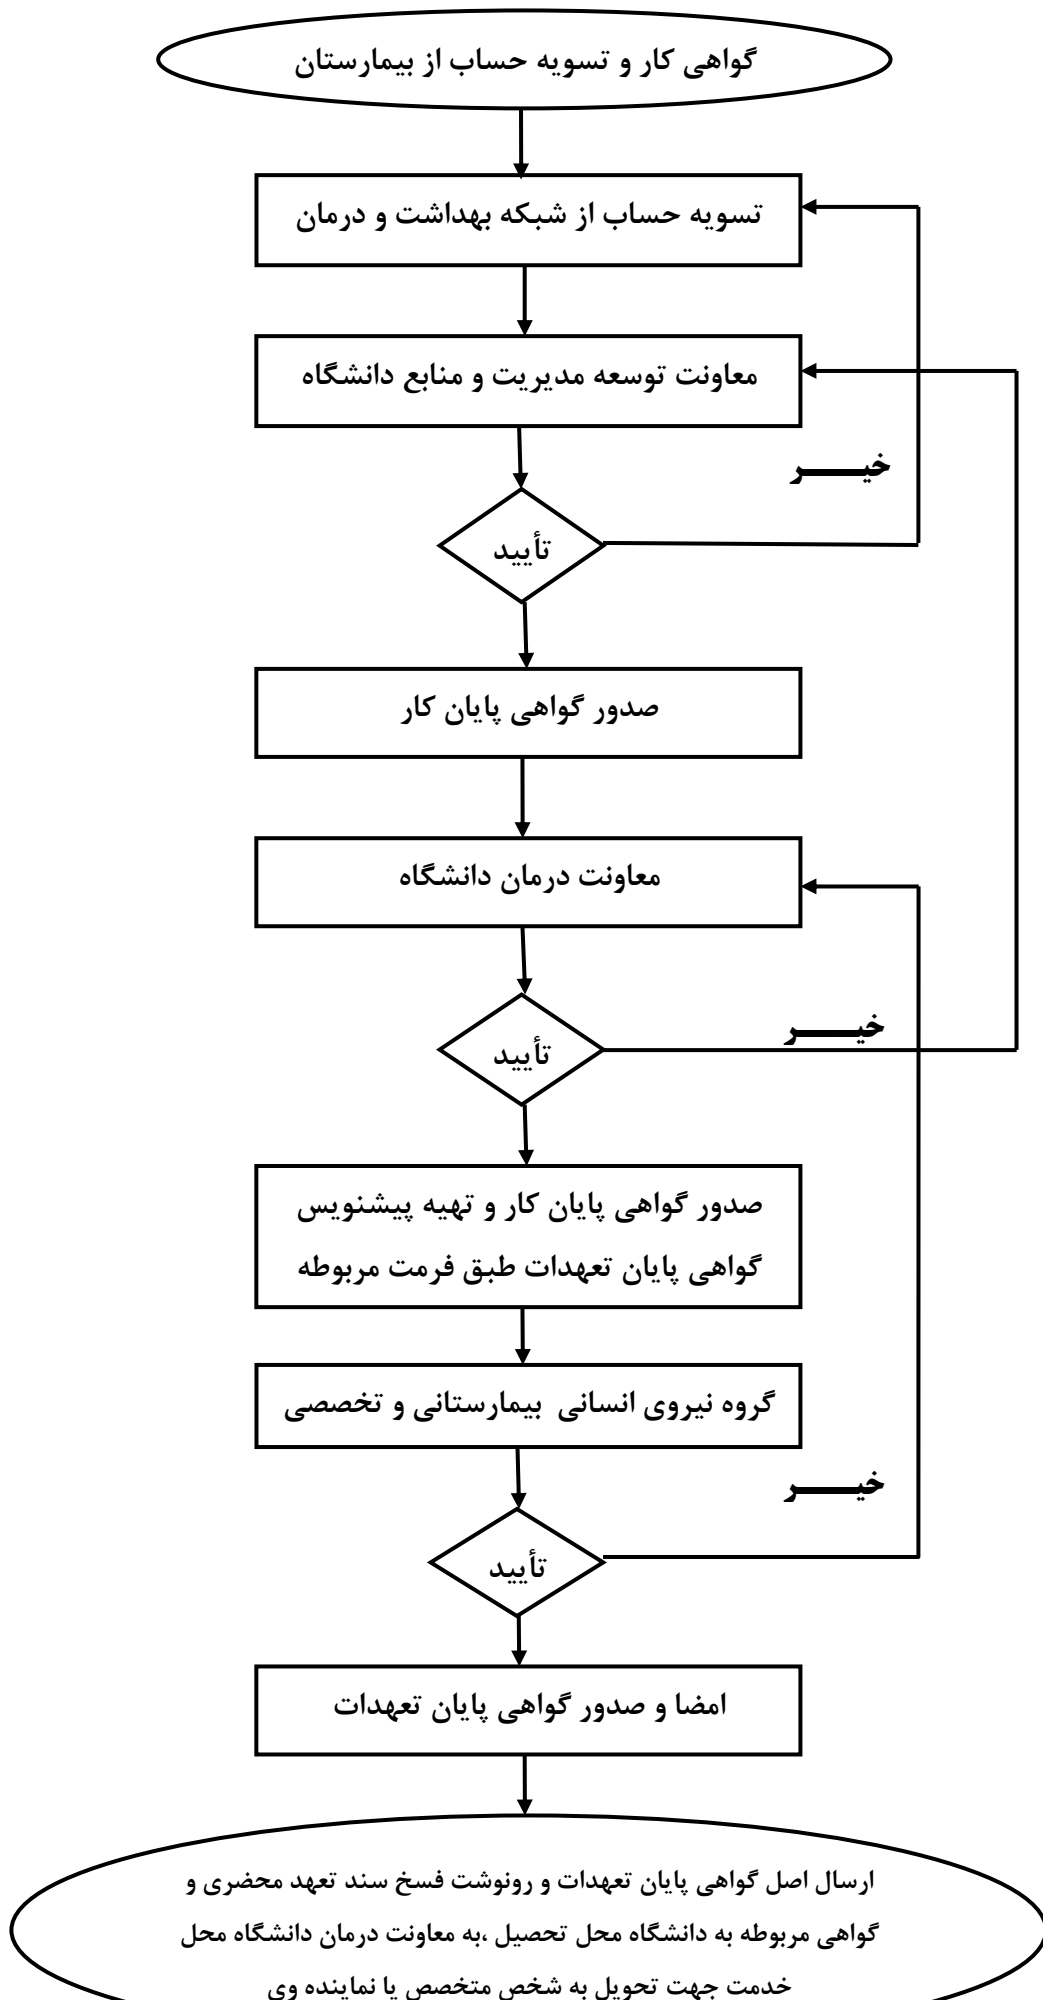 گواهی کار و تسویه حساب از بیمارستان
تسویه حساب از شبکه بهداشت و درمان
معاونت توسعه مدیریت و منابع دانشگاه
خیـــــر
تأیید
صدور گواهی پایان کار
معاونت درمان دانشگاه
خیـــــر
تأیید
صدور گواهی پایان کار و تهیه پیشنویس
گواهی پایان تعهدات طبق فرمت مربوطه
گروه نیروی انسانی بیمارستانی و تخصصی
خیـــــر
تأیید
امضا و صدور گواهی پایان تعهدات
ارسال اصل گواهی پایان تعهدات و رونوشت فسخ سند تعهد محضری و
گواهی مربوطه به دانشگاه محل تحصیل ،به معاونت درمان دانشگاه محل
خدمت جهت تحویل به شخص متخصص یا نماینده وی